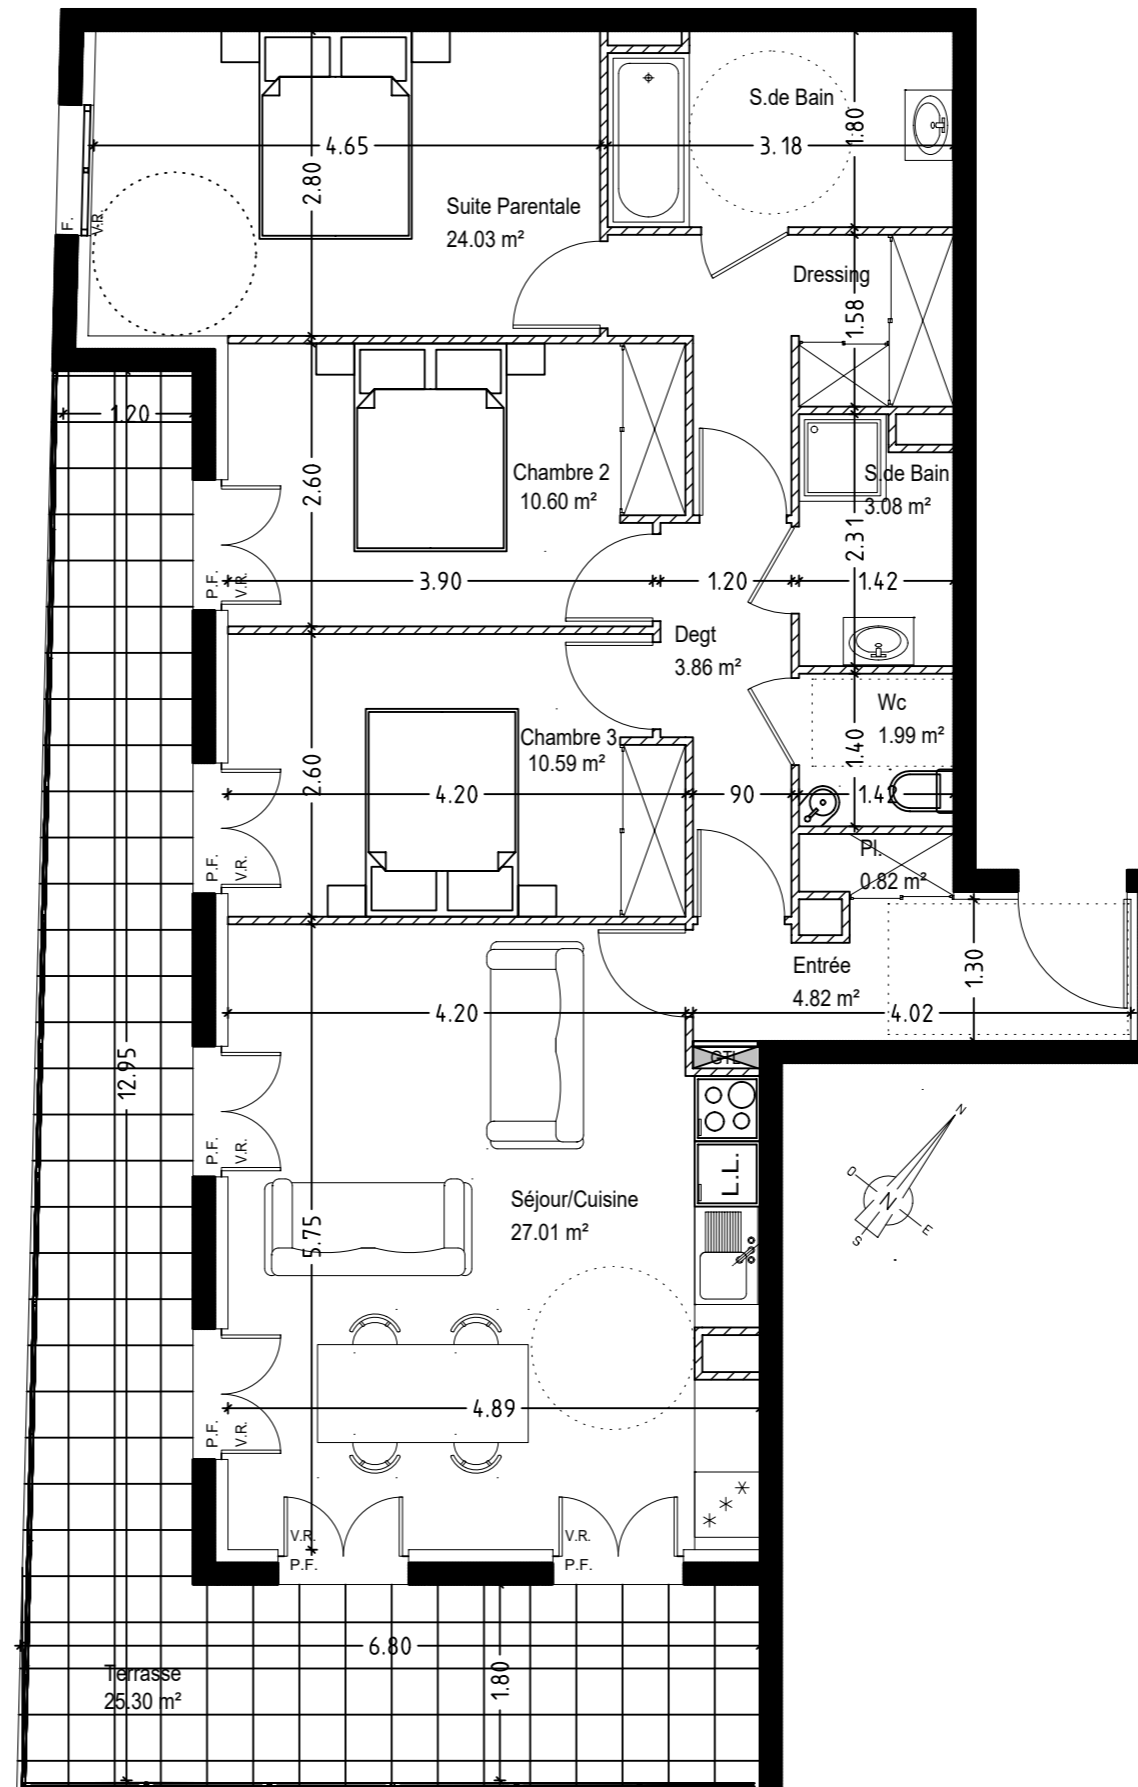 S.de Bain
1.80
4.65
3.18
2.80
Suite Parentale
24.03 m²
F.
V.R.
Dressing
1.58
1.20
Chambre 2
10.60 m²
S.de Bain
3.08 m²
2.60
2.31
P.F.
V.R.
3.90
1.20
1.42
Degt
3.86 m²
Wc
1.99 m²
Chambre 3
10.59 m²
2.60
1.40
4.20
90
1.42
P.F.
V.R.
Pl.
0.82 m²
Entrée
4.82 m²
1.30
4.20
4.02
GTL
12.95
P.F.
V.R.
N
O
N
E
S
L.L.
Séjour/Cuisine
27.01 m²
5.75
4.89
P.F.
V.R.
V.R.
P.F.
V.R.
P.F.
6.80
Terrasse
25.30 m²
1.80